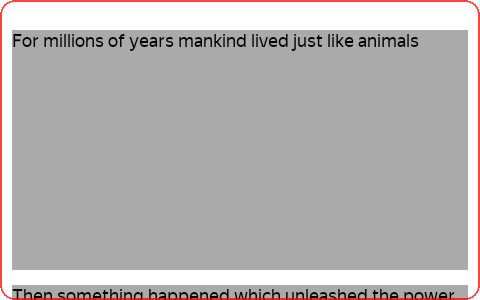 For millions of years mankind lived just like animals
Then something happened which unleashed the power